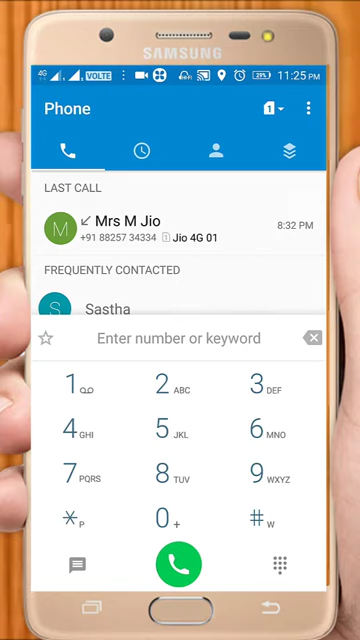 SAMSUNG
4G VOLTE 29% 11:25 PM
Phone 1
LAST CALL
M Mrs M Jio 8:32 PM
+91 88257 34334 1 Jio 4G 01
FREQUENTLY CONTACTED
S Sastha
Enter number or keyword
1 2 ABC 3 DEF
4 GHI 5 JKL 6 MNO
7 PQRS 8 TUV 9 WXYZ
* P 0 + # W